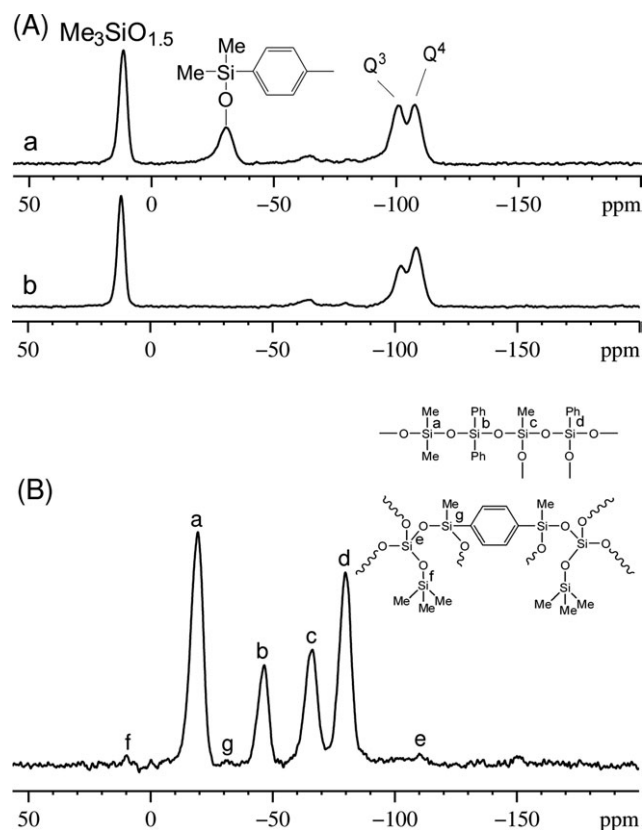 (A)
Me₃SiO₁.₅
Me
Me
Si
O
Q³
Q⁴
a
50 0 −50 −100 −150 ppm
b
50 0 −50 −100 −150 ppm
Me Ph Me Ph
a b c d
—O—Si—O—Si—O—Si—O—Si—O—
Me Ph O O
(B)
Me Me
O O Si g Si O O
O Si O O Si O
e
O O O O
Si f Si
Me Me Me Me
Me Me
a
d
c
b
f
g
e
50 0 −50 −100 −150 ppm